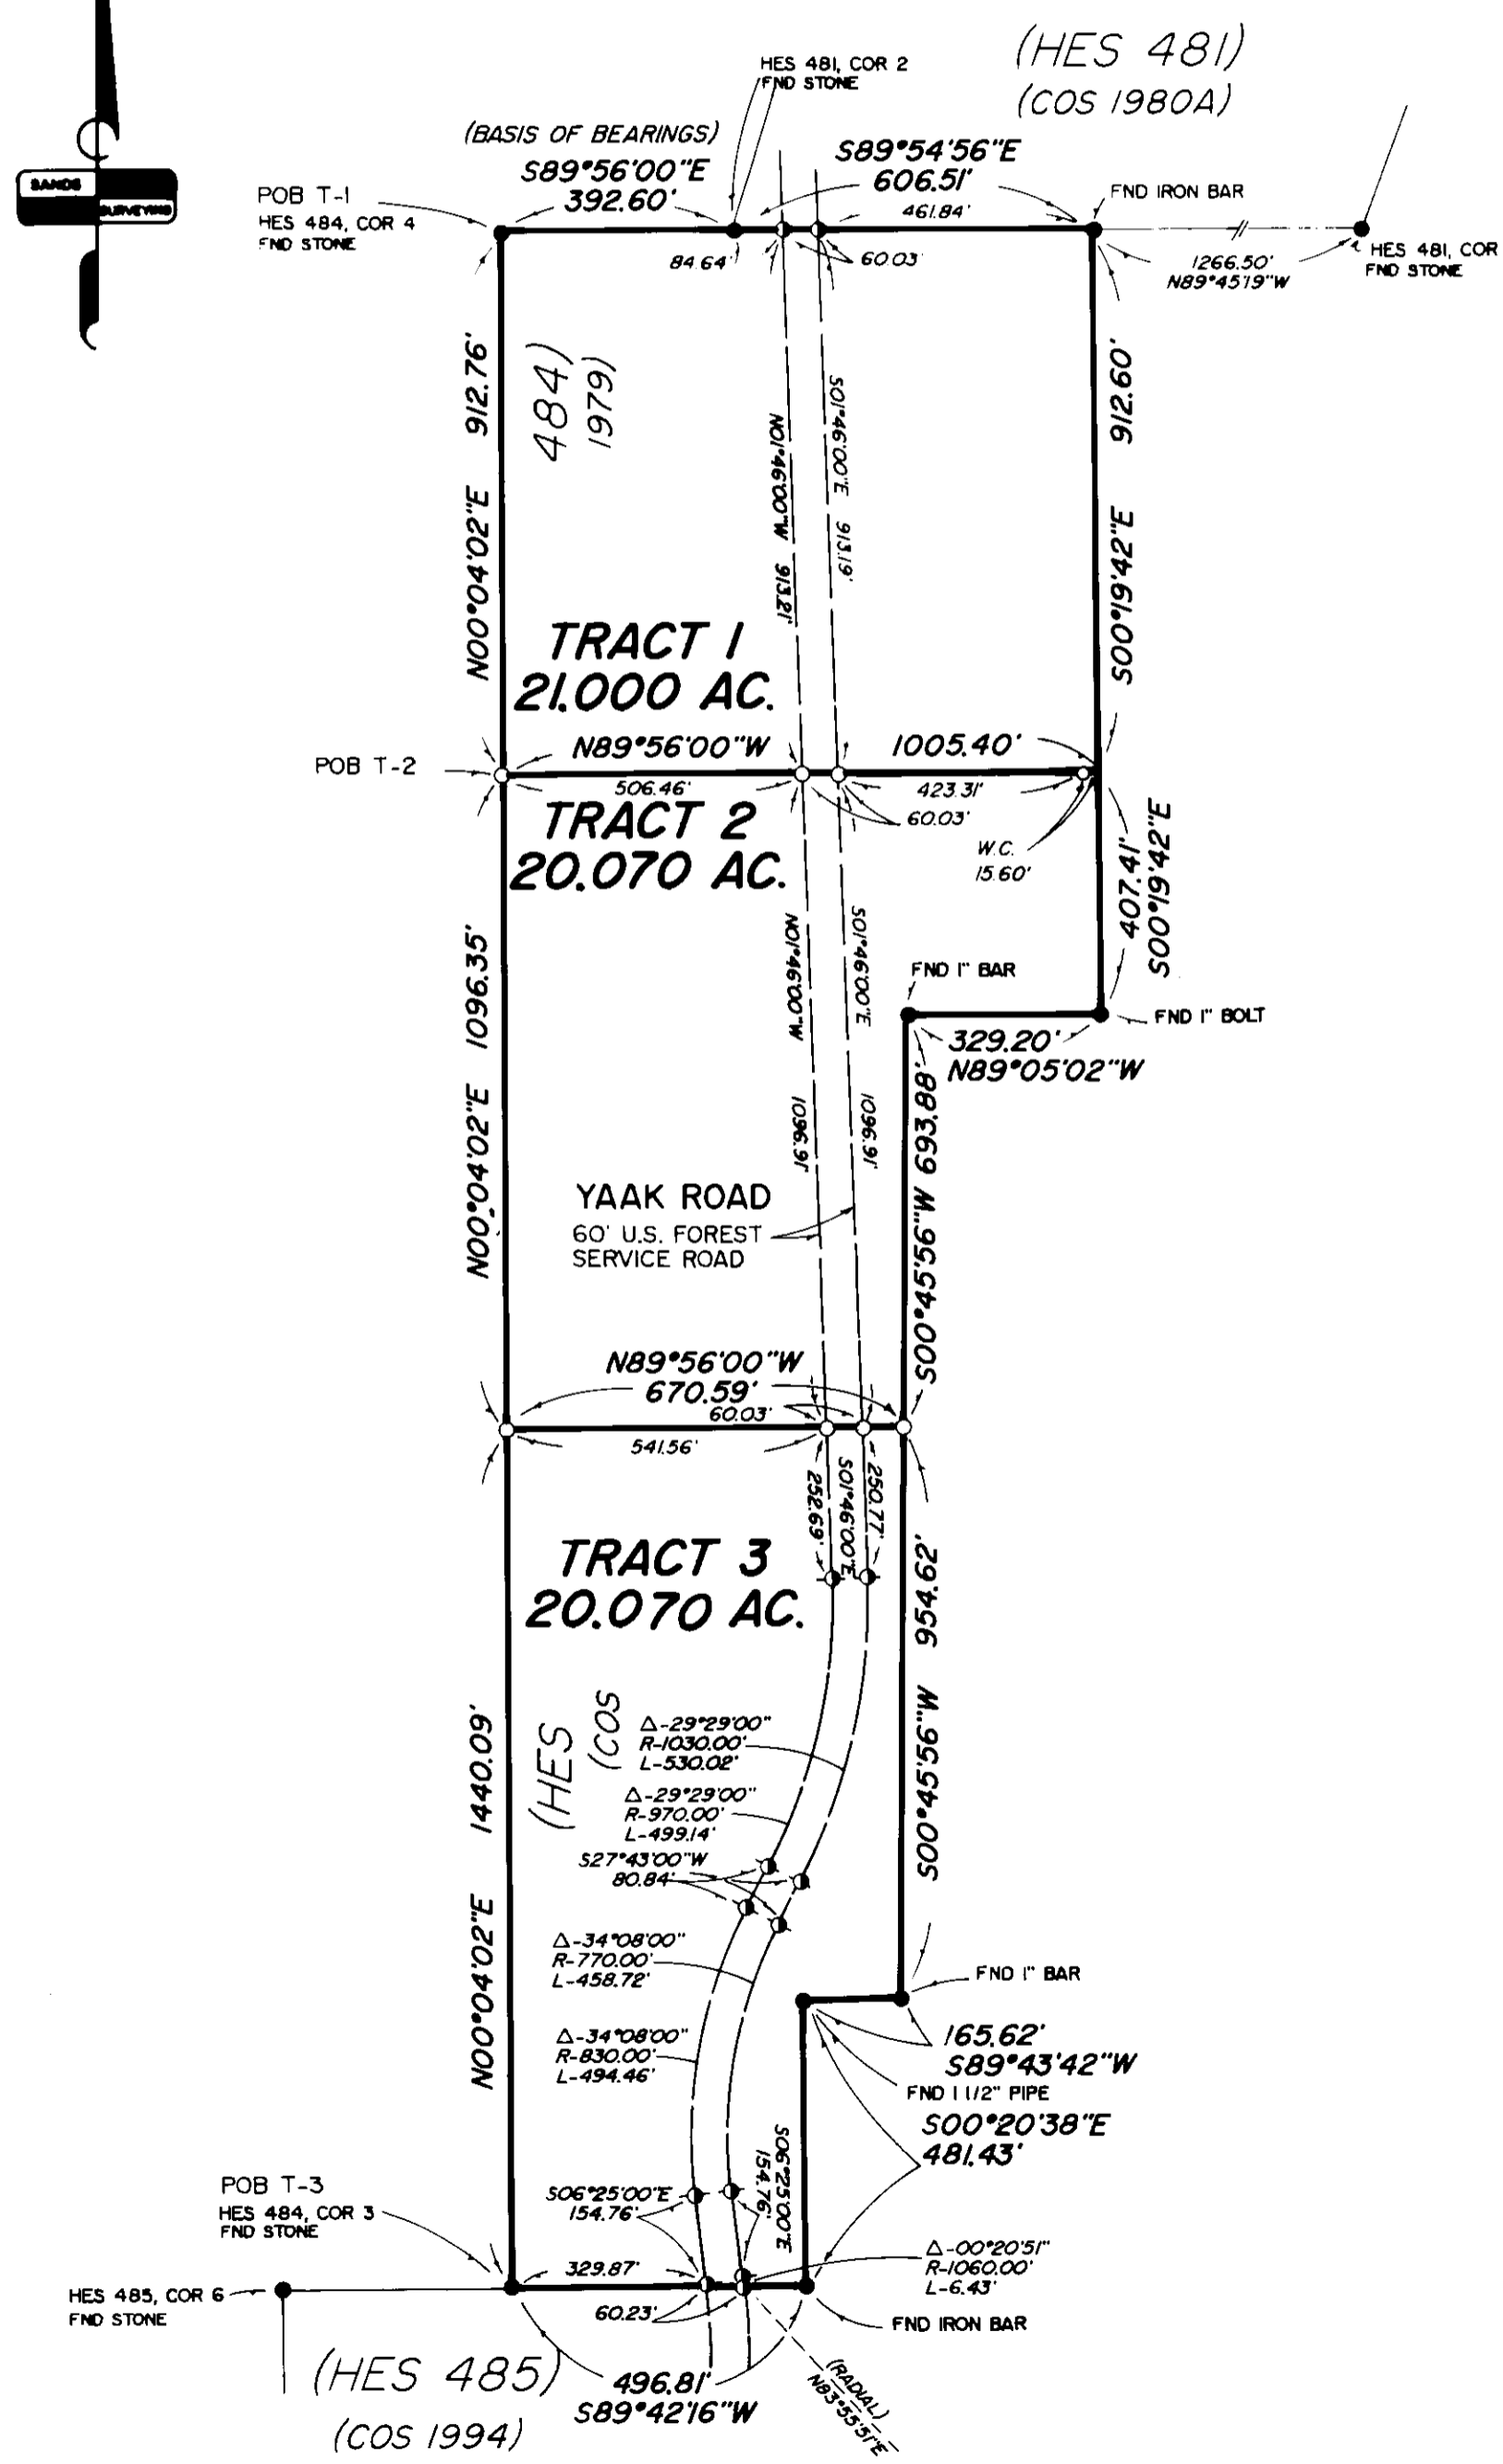 (HES 481)
(COS 1980A)
HES 481, COR 2
FND STONE
(BASIS OF BEARINGS)
S89°56'00"E
392.60'
S89°54'56"E
606.51'
461.84'
FND IRON BAR
SANDS
SURVEYING
POB T-1
HES 484, COR 4
FND STONE
84.64'
60.03'
1266.50'
N89°45'19"W
HES 481, COR
FND STONE
N00°04'02"E 912.76'
484)
1979)
N01°46'00"W 913.21'
S01°46'00"E 913.19'
912.60'
S00°19'42"E
TRACT 1
21.000 AC.
POB T-2
N89°56'00"W
1005.40'
506.46'
423.31'
60.03'
TRACT 2
20.070 AC.
W.C.
15.60'
407.41'
S00°19'42"E
N00°04'02"E 1096.35'
N01°46'00"W 1096.91'
S01°46'00"E 1096.91'
FND 1" BAR
FND 1" BOLT
329.20'
N89°05'02"W
S00°45'56"W 693.88'
YAAK ROAD
60' U.S. FOREST
SERVICE ROAD
N89°56'00"W
670.59'
60.03'
541.56'
252.69'
S01°46'00"E
250.77'
TRACT 3
20.070 AC.
S00°45'56"W 954.62'
N00°04'02"E 1440.09'
(HES
(COS
Δ-29°29'00"
R-1030.00'
L-530.02'
Δ-29°29'00"
R-970.00'
L-499.14'
S27°43'00"W
80.84'
Δ-34°08'00"
R-770.00'
L-458.72'
Δ-34°08'00"
R-830.00'
L-494.46'
FND 1" BAR
165.62'
S89°43'42"W
FND 1 1/2" PIPE
S00°20'38"E
481.43'
S06°25'00"E
154.76'
POB T-3
HES 484, COR 3
FND STONE
S06°25'00"E
154.76'
329.87'
Δ-00°20'51"
R-1060.00'
L-6.43'
HES 485, COR 6
FND STONE
60.23'
FND IRON BAR
(HES 485)
(COS 1994)
496.81'
S89°42'16"W
(RADIAL)
N83°55'51"E